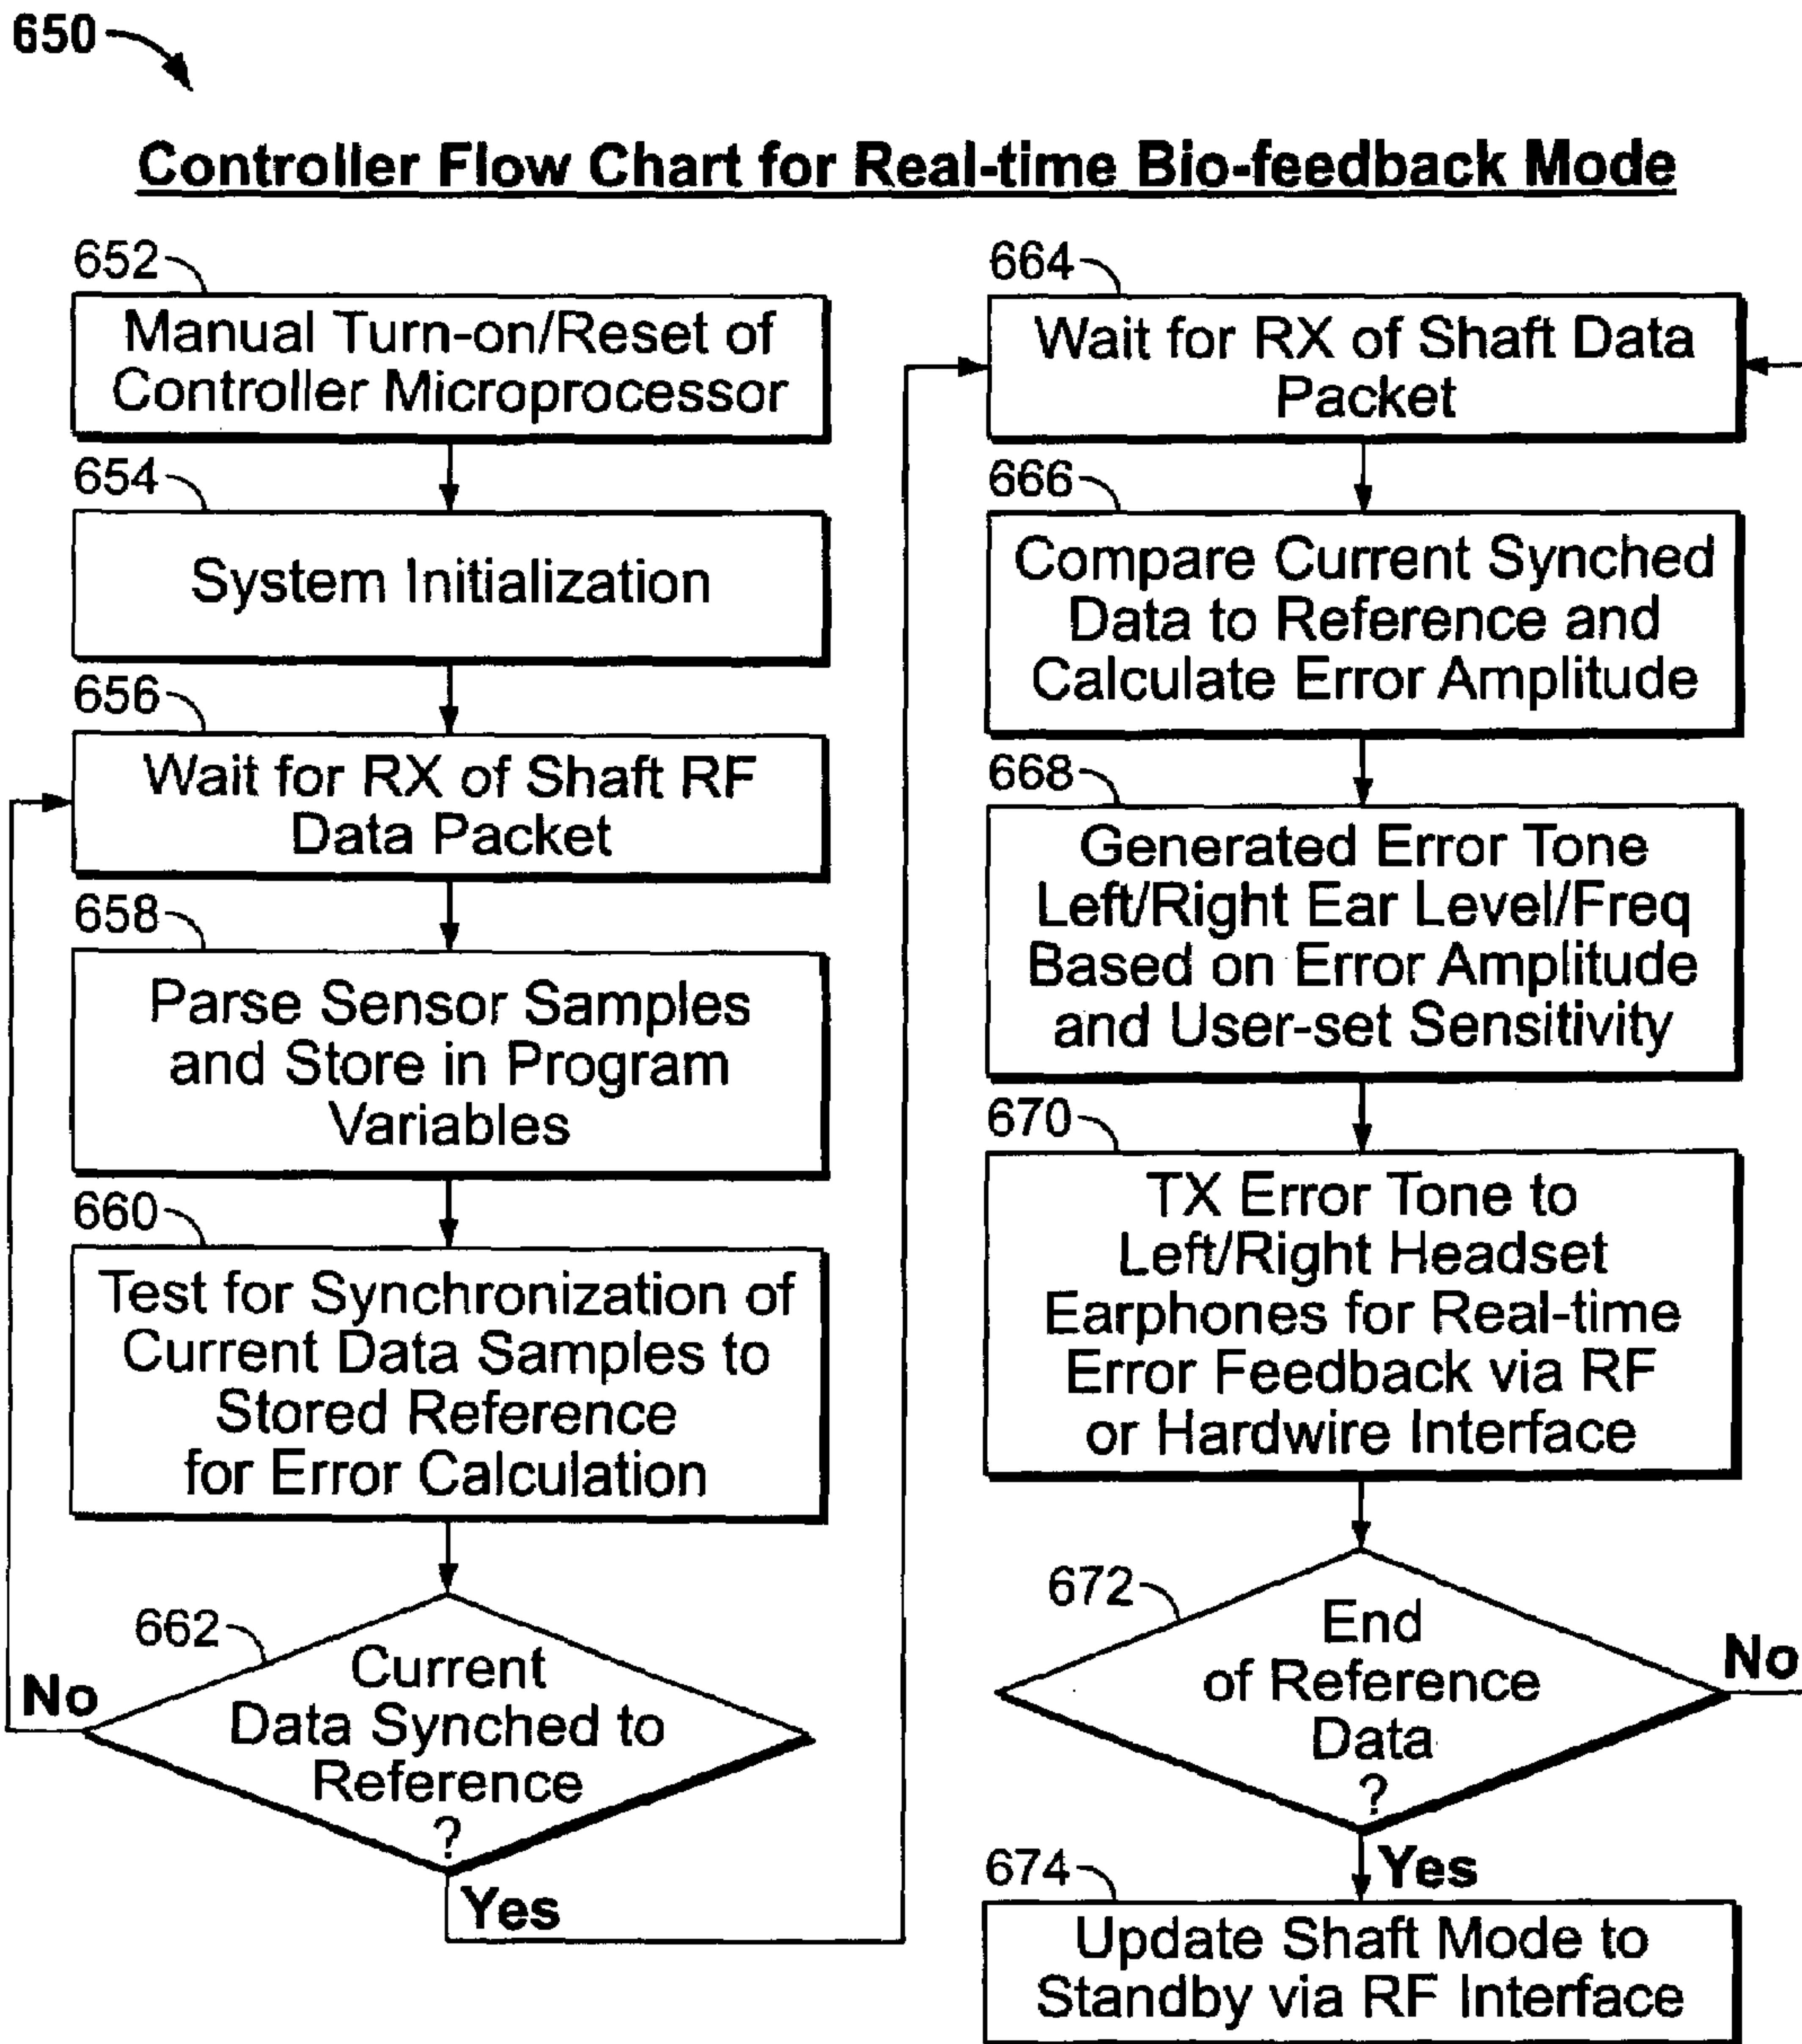 650
Controller Flow Chart for Real-time Bio-feedback Mode
652
Manual Turn-on/Reset of
Controller Microprocessor
654
System Initialization
656
Wait for RX of Shaft RF
Data Packet
658
Parse Sensor Samples
and Store in Program
Variables
660
Test for Synchronization of
Current Data Samples to
Stored Reference
for Error Calculation
662
Current
Data Synched to
Reference
?
No
Yes
664
Wait for RX of Shaft Data
Packet
666
Compare Current Synched
Data to Reference and
Calculate Error Amplitude
668
Generated Error Tone
Left/Right Ear Level/Freq
Based on Error Amplitude
and User-set Sensitivity
670
TX Error Tone to
Left/Right Headset
Earphones for Real-time
Error Feedback via RF
or Hardwire Interface
672
End
of Reference
Data
?
No
Yes
674
Update Shaft Mode to
Standby via RF Interface